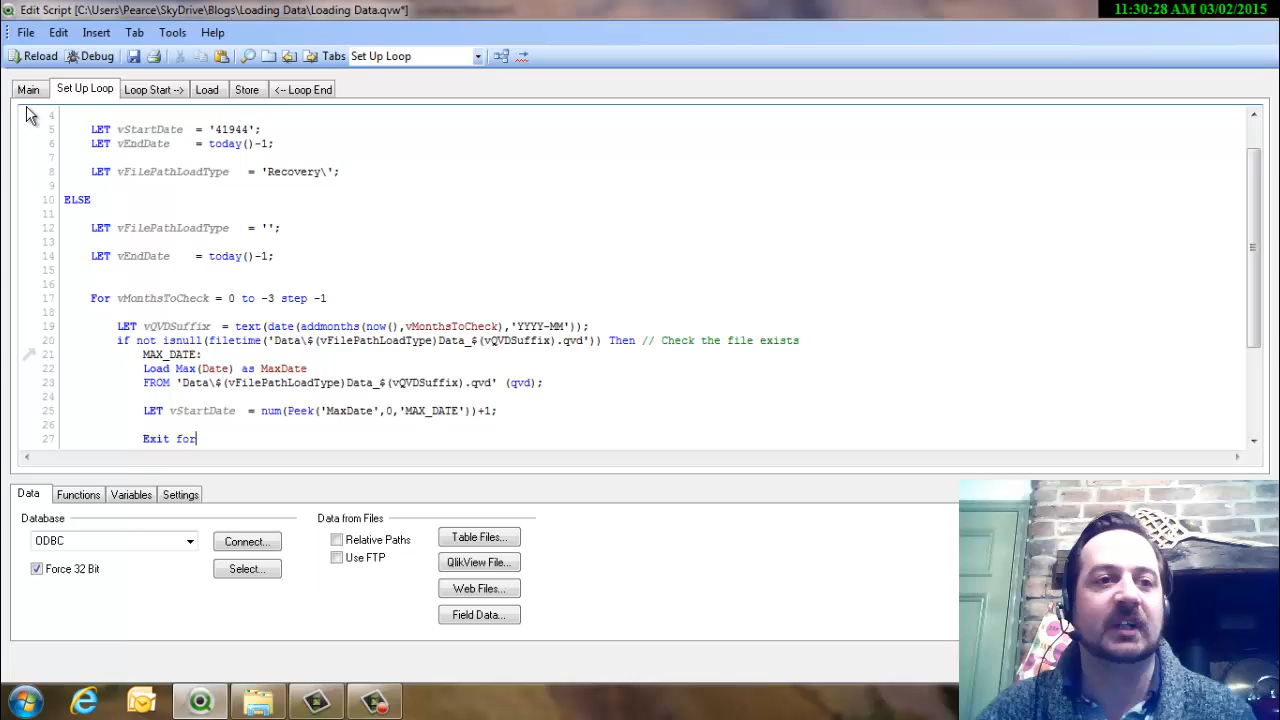 Edit Script [C:\Users\Pearce\SkyDrive\Blogs\Loading Data\Loading Data.qvw*]
11:30:28 AM 03/02/2015
File Edit Insert Tab Tools Help
Reload Debug Tabs Set Up Loop
Main Set Up Loop Loop Start --> Load Store <-- Loop End
4
5 LET vStartDate = '41944';
6 LET vEndDate = today()-1;
7
8 LET vFilePathLoadType = 'Recovery\';
9
10 ELSE
11
12 LET vFilePathLoadType = '';
13
14 LET vEndDate = today()-1;
15
16
17 For vMonthsToCheck = 0 to -3 step -1
18
19 LET vQVDSuffix = text(date(addmonths(now(),vMonthsToCheck),'YYYY-MM'));
20 if not isnull(filetime('Data\$(vFilePathLoadType)Data_$(vQVDSuffix).qvd')) Then // Check the file exists
21 MAX_DATE:
22 Load Max(Date) as MaxDate
23 FROM 'Data\$(vFilePathLoadType)Data_$(vQVDSuffix).qvd' (qvd);
24
25 LET vStartDate = num(Peek('MaxDate',0,'MAX_DATE'))+1;
26
27 Exit for
Data Functions Variables Settings
Database Data from Files
ODBC Connect... Relative Paths Table Files...
Force 32 Bit Select... Use FTP QlikView File...
Web Files...
Field Data...